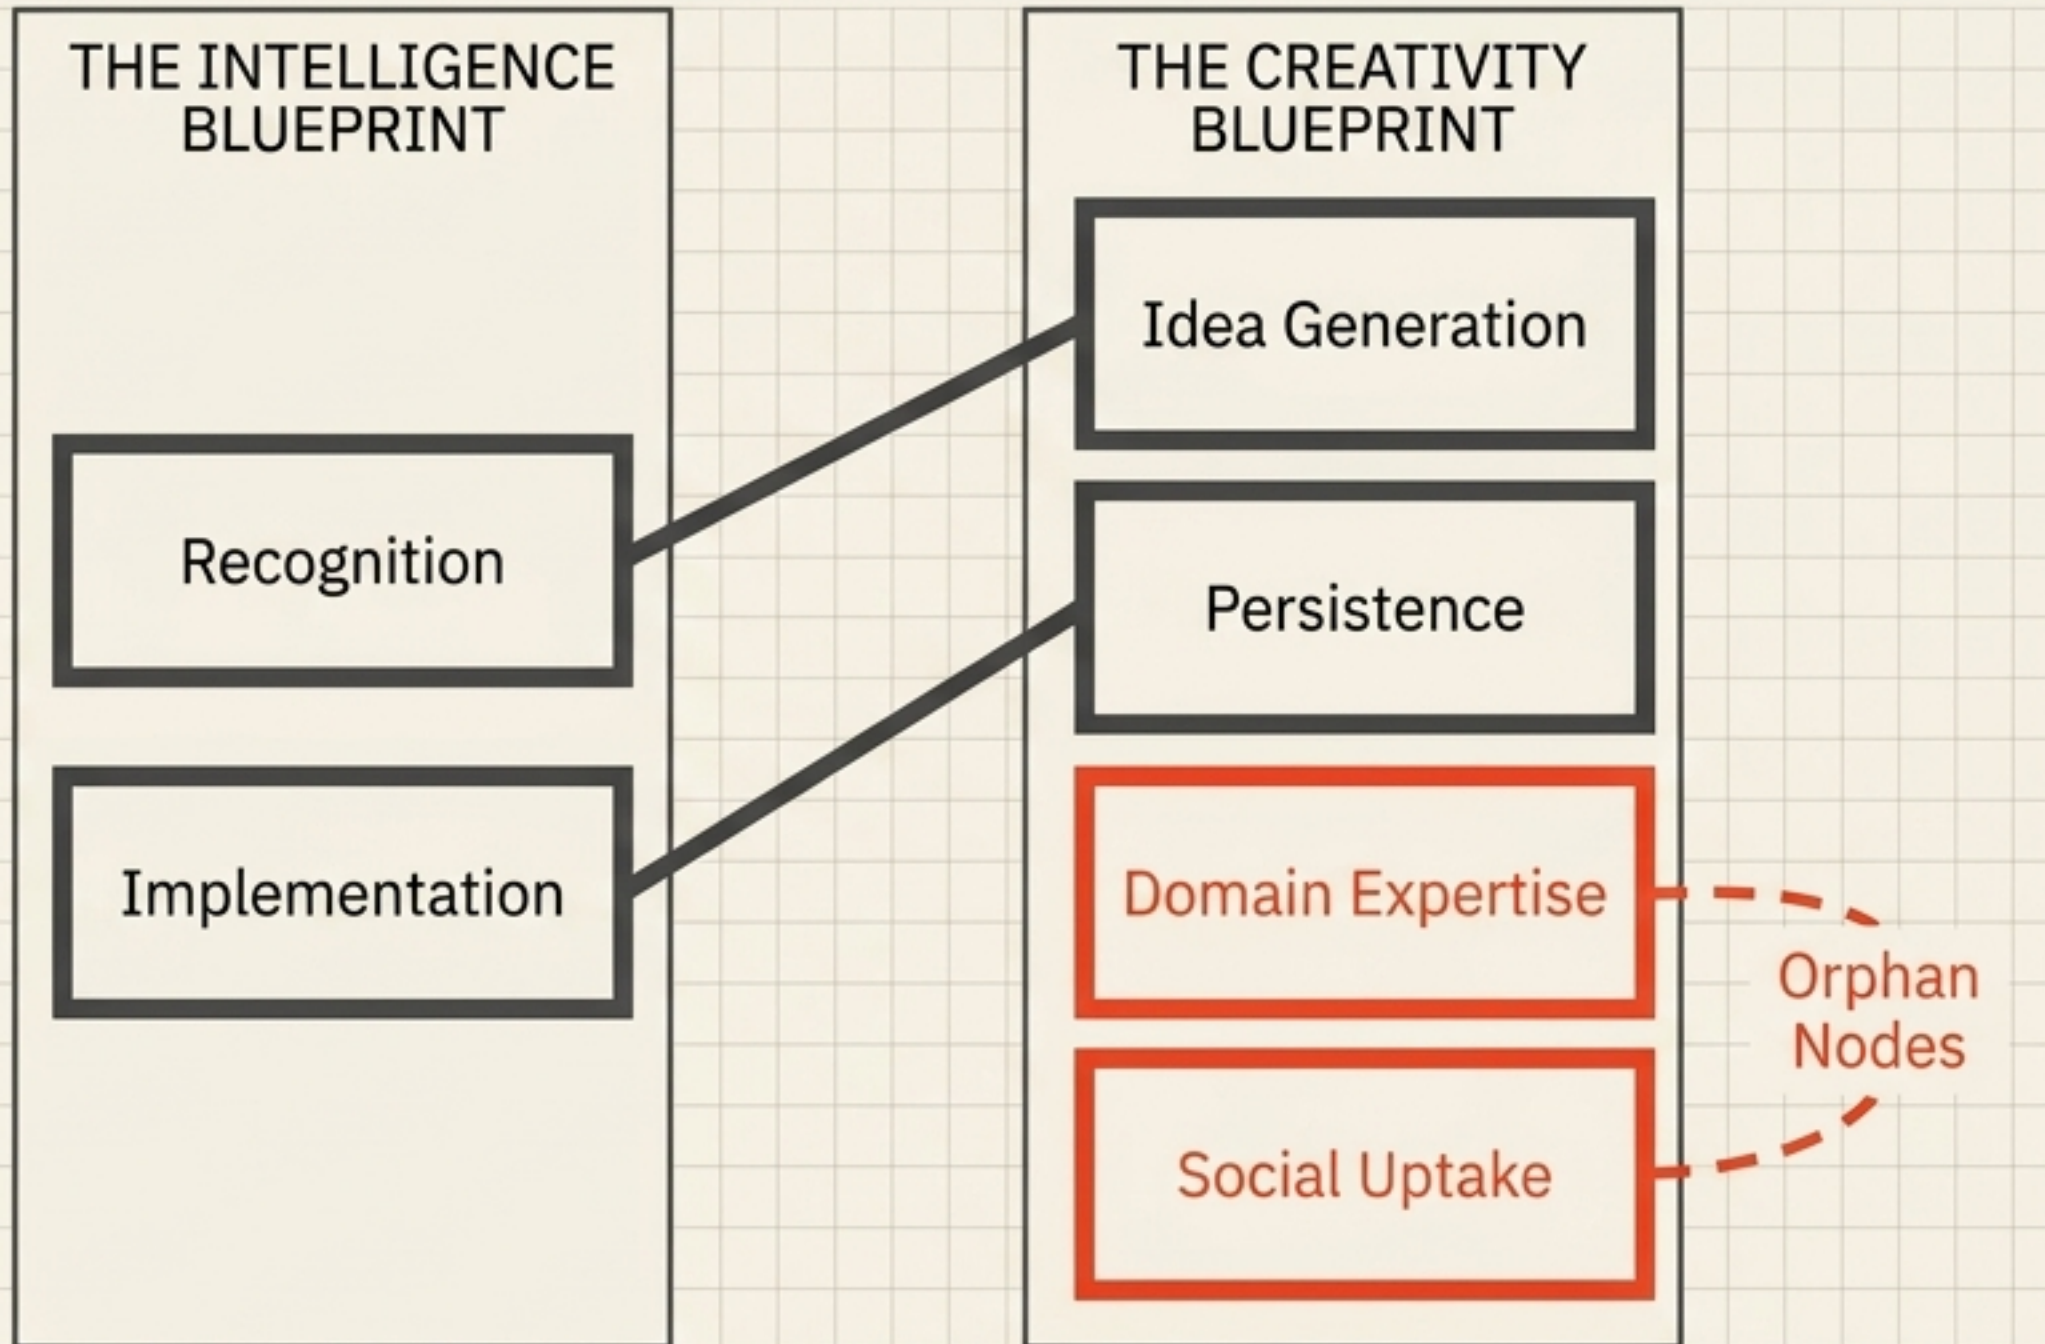 THE INTELLIGENCE
BLUEPRINT
Recognition
Implementation
THE CREATIVITY
BLUEPRINT
Idea Generation
Persistence
Domain Expertise
Social Uptake
Orphan
Nodes